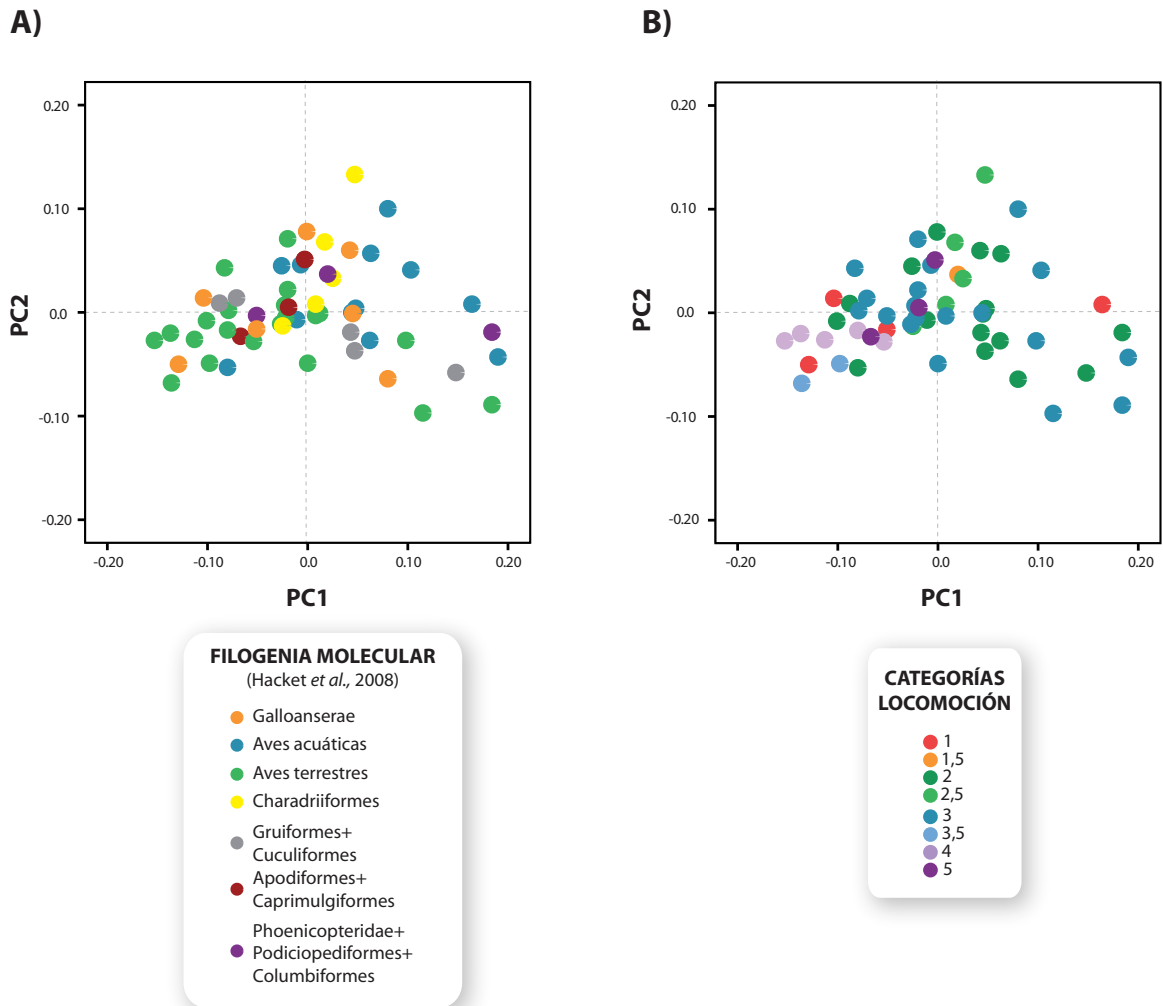 A)
B)
0.20
0.10
0.0
-0.10
-0.20
PC2
-0.20
-0.10
0.0
0.10
0.20
PC1
0.20
0.10
0.0
-0.10
-0.20
PC2
-0.20
-0.10
0.0
0.10
0.20
PC1
FILOGENIA MOLECULAR
(Hacket et al., 2008)
Galloanserae
Aves acuáticas
Aves terrestres
Charadriiformes
Gruiformes+
Cuculiformes
Apodiformes+
Caprimulgiformes
Phoenicopteridae+
Podiciopediformes+
Columbiformes
CATEGORÍAS
LOCOMOCIÓN
1
1,5
2
2,5
3
3,5
4
5